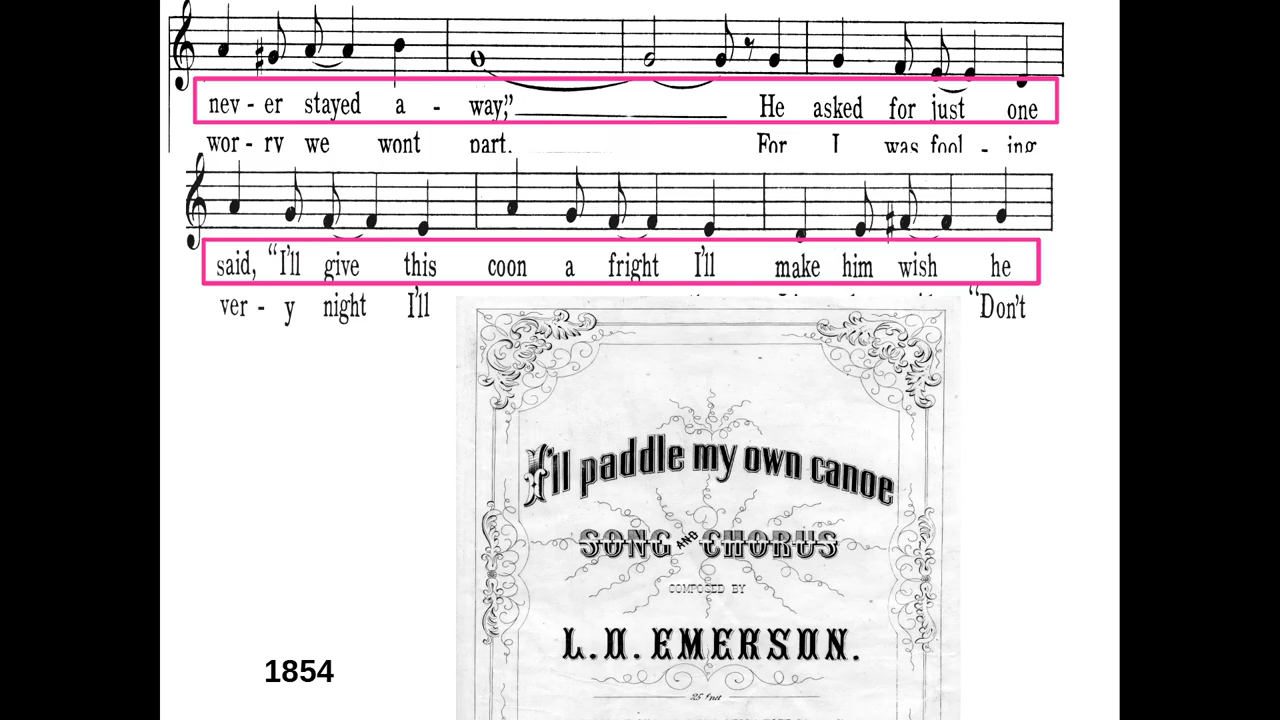 nev - er stayed a - way," He asked for just one
wor - ry we wont part. For I was fool - ing
said, "I'll give this coon a fright I'll make him wish he
ver - y night I'll "Don't
I'll paddle my own canoe
SONG AND CHORUS
COMPOSED BY
L.O. EMERSON.
1854